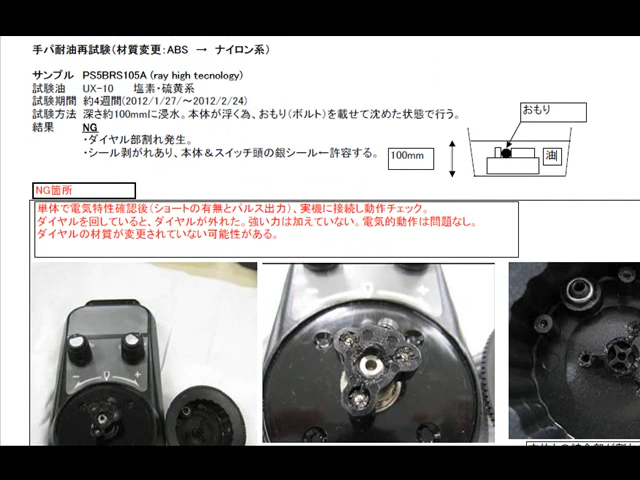 手パ耐油再試験(材質変更:ABS → ナイロン系)
サンプル PS5BRS105A (ray high tecnology)
試験油 UX-10 塩素・硫黄系
試験期間 約4週間(2012/1/27/～2012/2/24)
試験方法 深さ約100mmに浸水。本体が浮く為、おもり(ボルト)を載せて沈めた状態で行う。
結果 NG
・ダイヤル部割れ発生。
・シール剥がれあり、本体＆スイッチ頭の銀シール←許容する。
おもり
100mm
油
NG箇所
単体で電気特性確認後(ショートの有無とパルス出力)、実機に接続し動作チェック。
ダイヤルを回していると、ダイヤルが外れた。強い力は加えていない。電気的動作は問題なし。
ダイヤルの材質が変更されていない可能性がある。